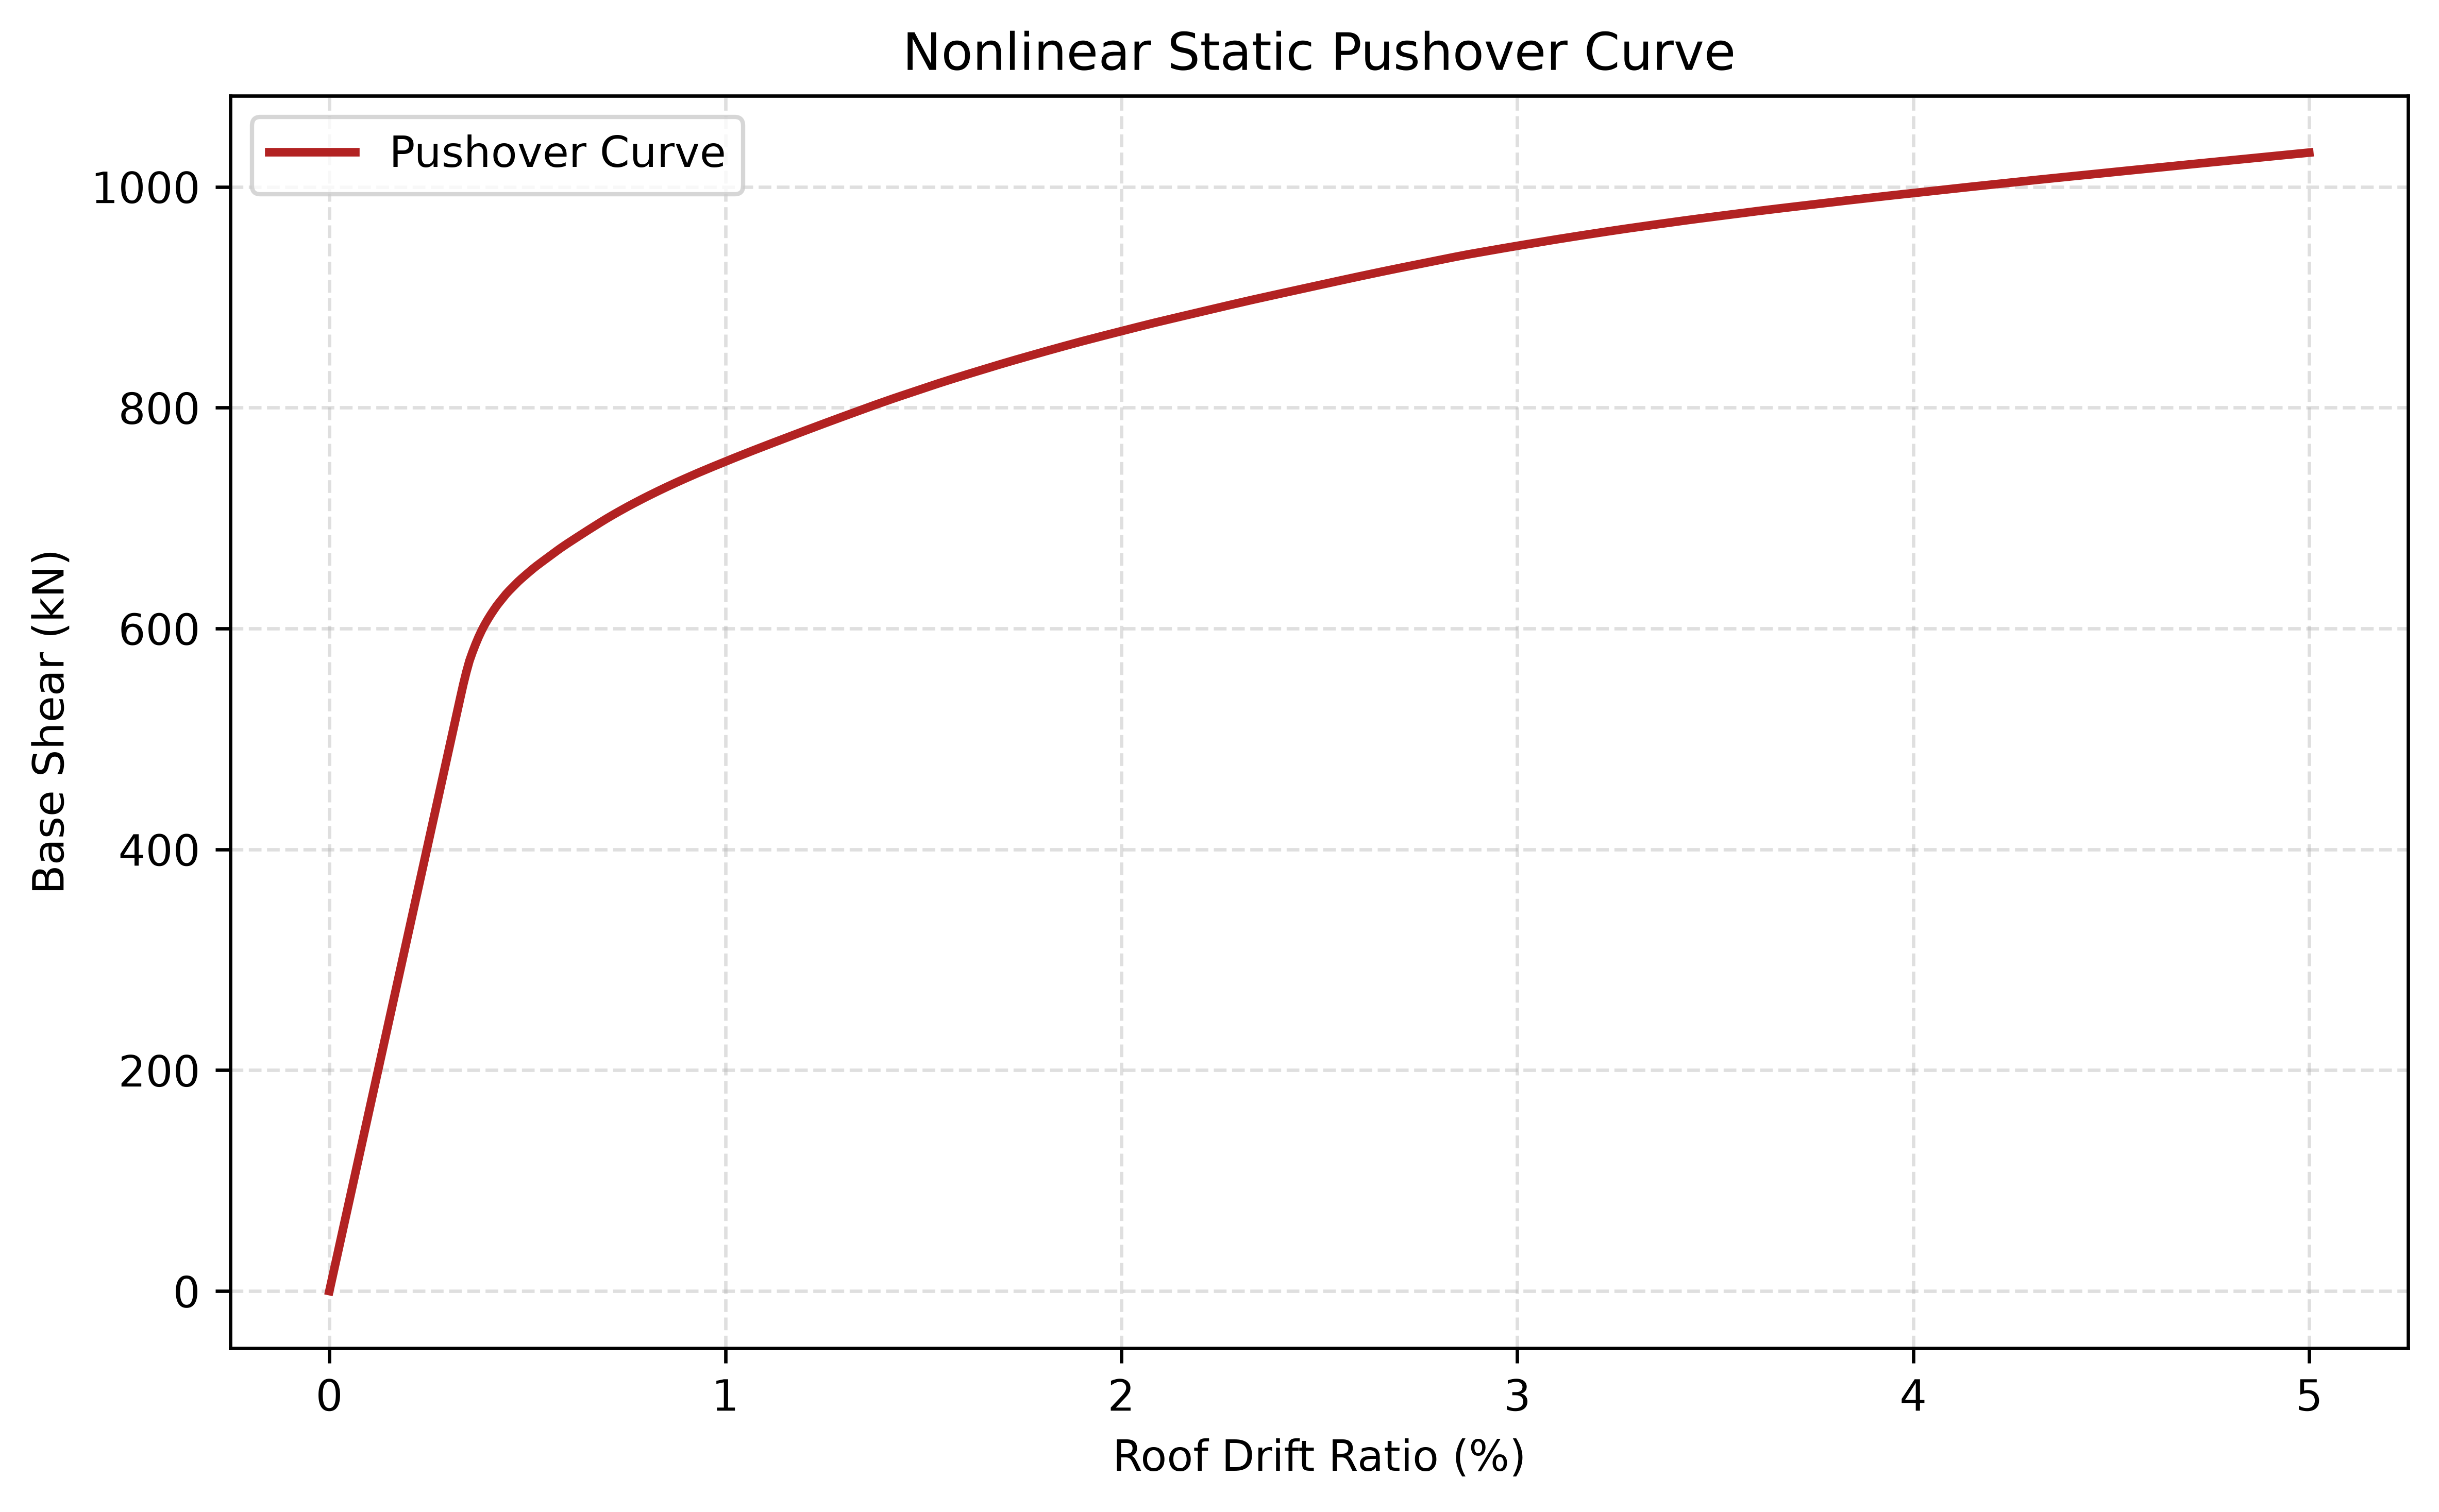 Nonlinear Static Pushover Curve
Pushover Curve
Base Shear (kN)
1000
800
600
400
200
0
0 1 2 3 4 5
Roof Drift Ratio (%)